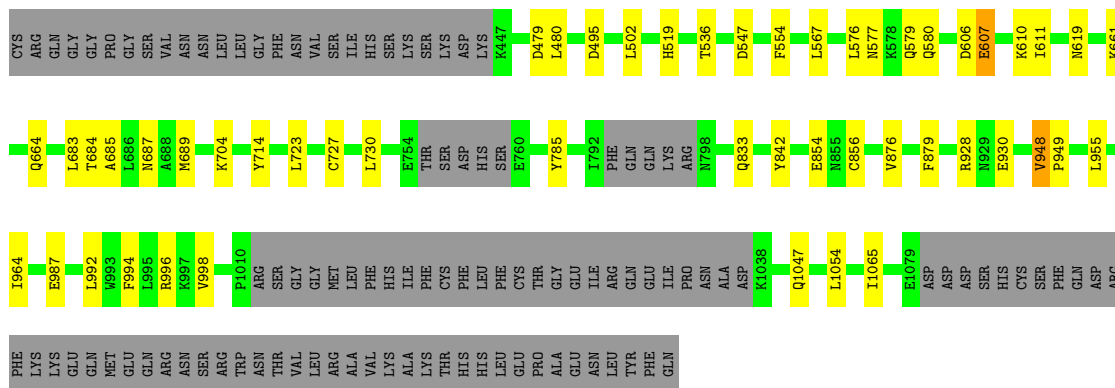 CYS ARG GLN GLY GLY PRO GLY SER VAL ASN ASN LEU LEU GLY PHE ASN VAL SER ILE HIS SER LYS SER ASP LYS K447 D479 L480 D495 L502 H519 T536 D547 F554 L567 L576 N577 K578 Q579 Q580 D606 E607 K610 I611 N619 K661
Q664 L683 T684 A685 L686 N687 A688 M689 K704 Y714 L723 C727 L730 E754 THR SER ASP HIS SER E760 Y785 I792 PHE GLN GLN LYS ARG N798 Q833 Y842 E854 N855 C856 V876 F879 R928 N929 E930 V948 P949 L955
I964 E987 L992 W993 F994 L995 R996 K997 V998 P1010 ARG SER GLY GLY MET LEU PHE HIS ILE PHE CYS PHE LEU PHE CYS THR GLY GLU ILE ARG GLN GLU ILE PRO ASN ALA ASP K1038 Q1047 L1054 I1065 E1079 ASP ASP ASP SER HIS CYS SER PHE GLN ASP ARG
PHE LYS LYS GLU GLN MET GLU GLN ARG ASN SER ARG TRP ASN THR VAL LEU ARG ALA VAL LYS ALA LYS THR HIS HIS LEU GLU PRO ALA GLU ASN LEU TYR PHE GLN